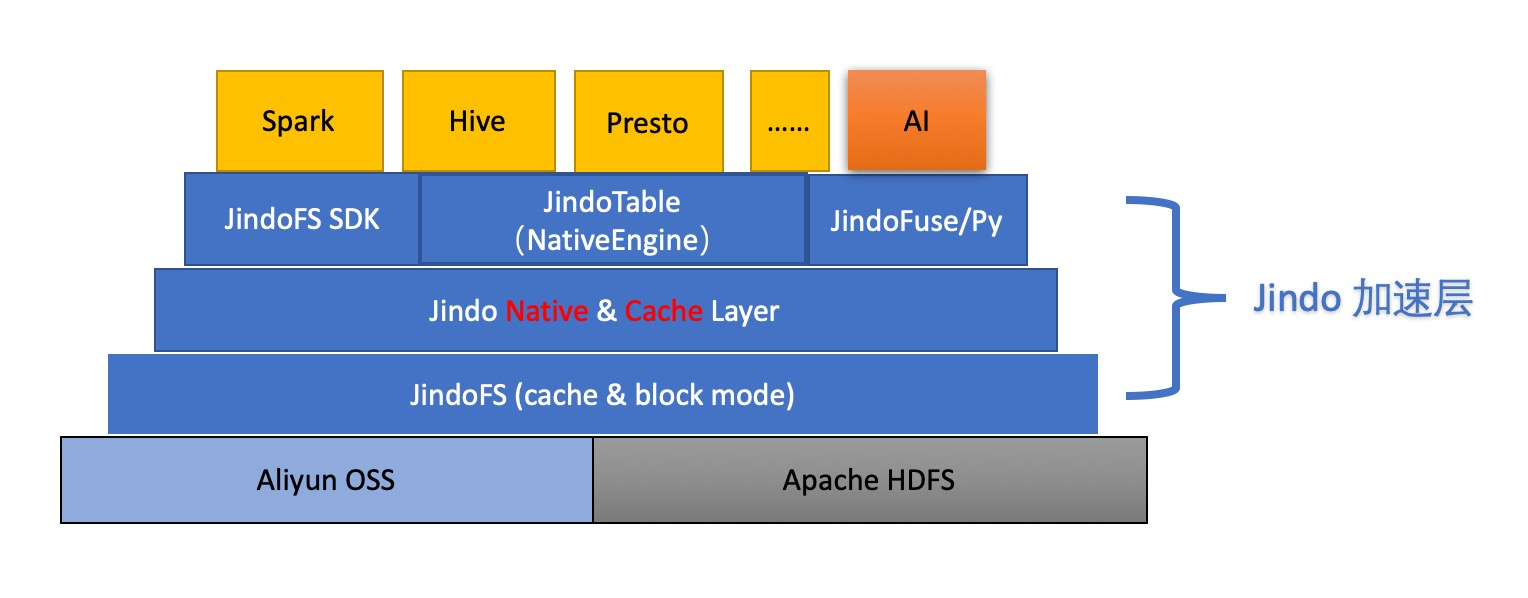 Spark
Hive
Presto
......
AI
JindoFS SDK
JindoTable
（NativeEngine）
JindoFuse/Py
Jindo Native & Cache Layer
Jindo 加速层
JindoFS (cache & block mode)
Aliyun OSS
Apache HDFS